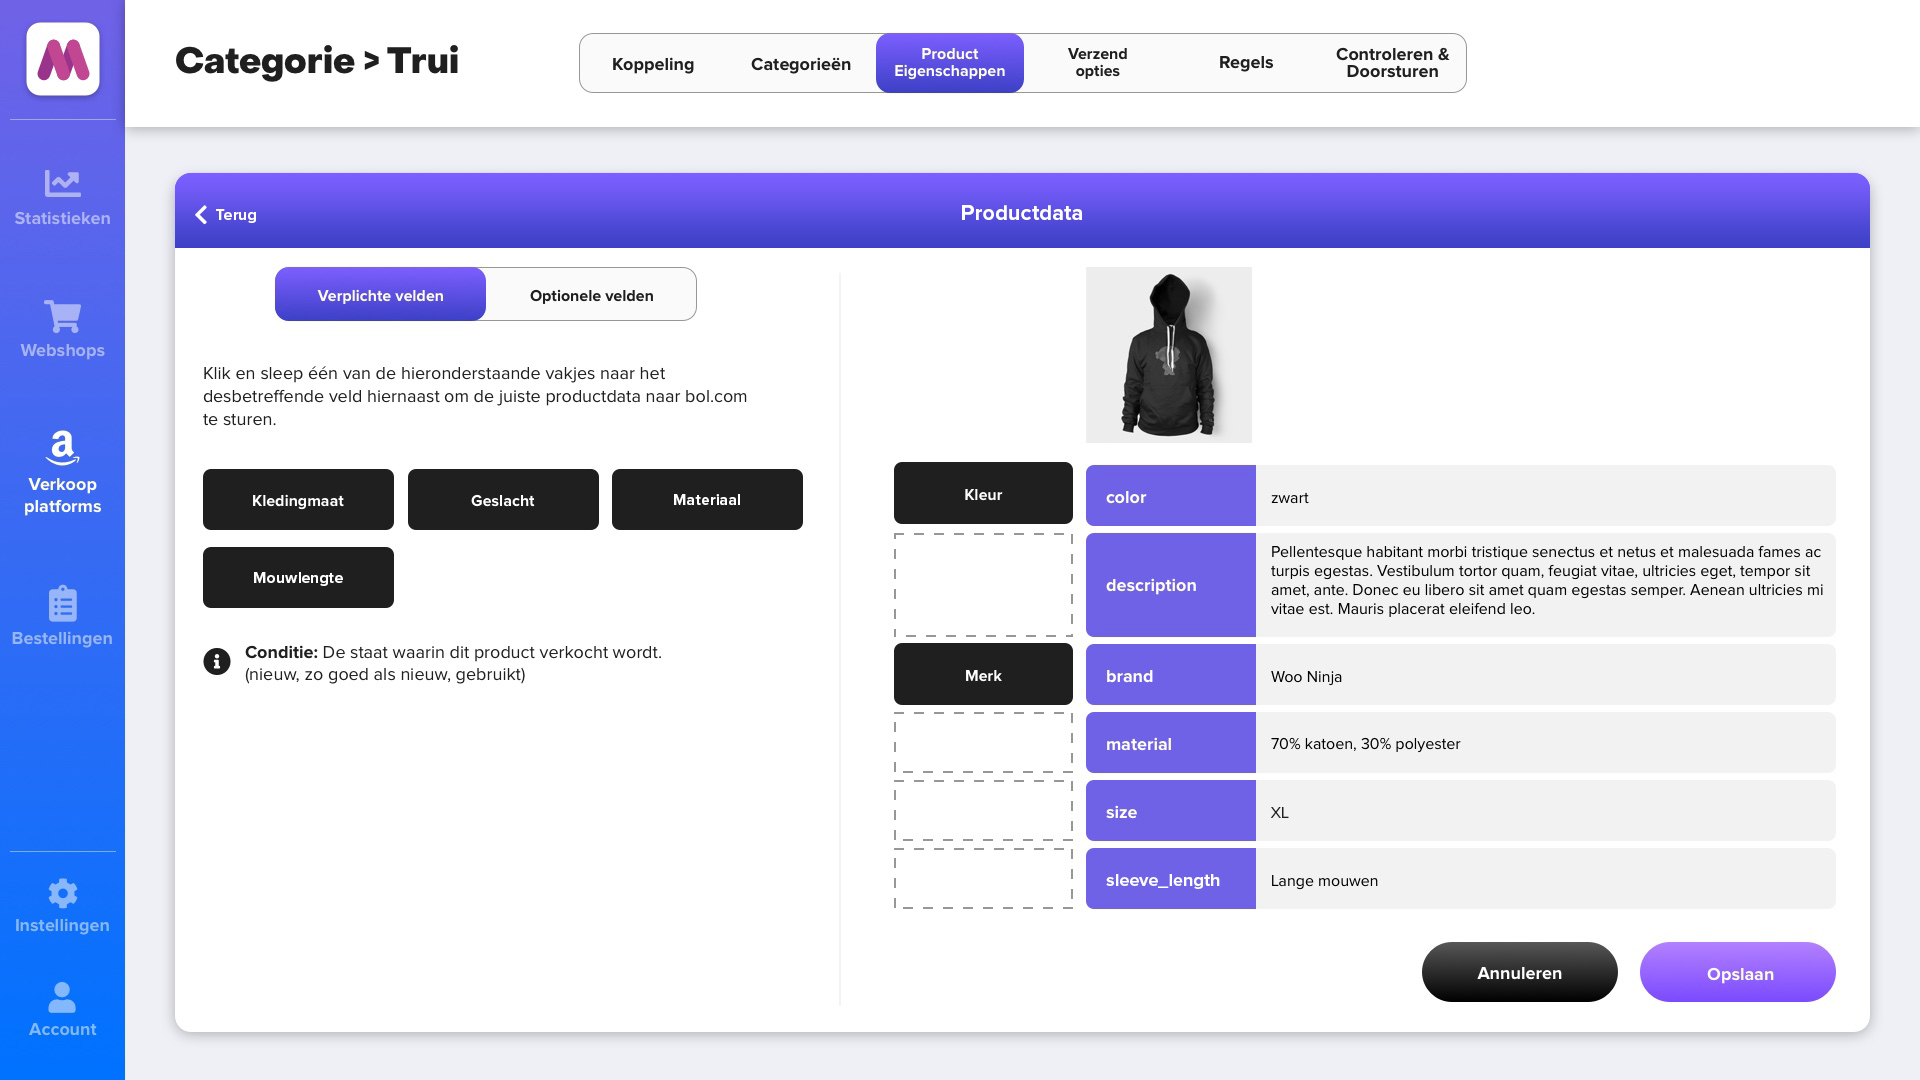 Categorie > Trui
Koppeling
Categorieën
Product
Eigenschappen
Verzend
opties
Regels
Controleren &
Doorsturen
Statistieken
Webshops
Verkoop
platforms
Bestellingen
Instellingen
Account
Terug
Productdata
Verplichte velden
Optionele velden
Klik en sleep één van de hieronderstaande vakjes naar het
desbetreffende veld hiernaast om de juiste productdata naar bol.com
te sturen.
Kledingmaat
Geslacht
Materiaal
Mouwlengte
Conditie: De staat waarin dit product verkocht wordt.
(nieuw, zo goed als nieuw, gebruikt)
Kleur
color
zwart
description
Pellentesque habitant morbi tristique senectus et netus et malesuada fames ac
turpis egestas. Vestibulum tortor quam, feugiat vitae, ultricies eget, tempor sit
amet, ante. Donec eu libero sit amet quam egestas semper. Aenean ultricies mi
vitae est. Mauris placerat eleifend leo.
Merk
brand
Woo Ninja
material
70% katoen, 30% polyester
size
XL
sleeve_length
Lange mouwen
Annuleren
Opslaan